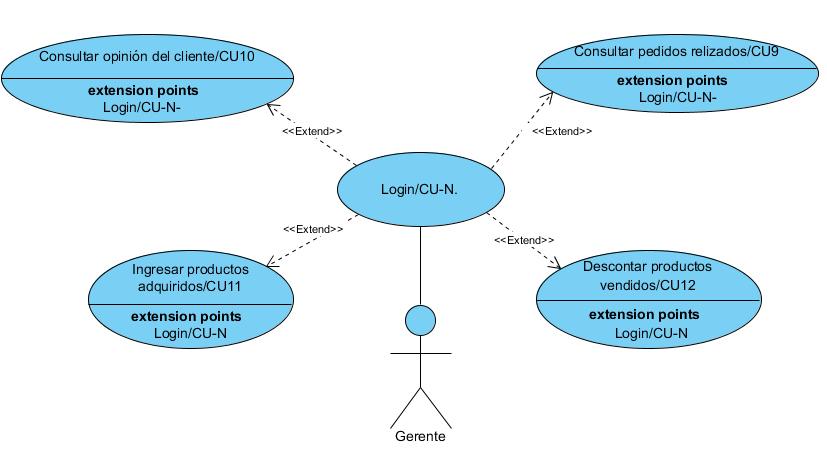 Consultar opinión del cliente/CU10
extension points
Login/CU-N-
Consultar pedidos relizados/CU9
extension points
Login/CU-N-
<<Extend>>
<<Extend>>
Login/CU-N.
<<Extend>>
<<Extend>>
Ingresar productos
adquiridos/CU11
extension points
Login/CU-N
Descontar productos
vendidos/CU12
extension points
Login/CU-N
Gerente